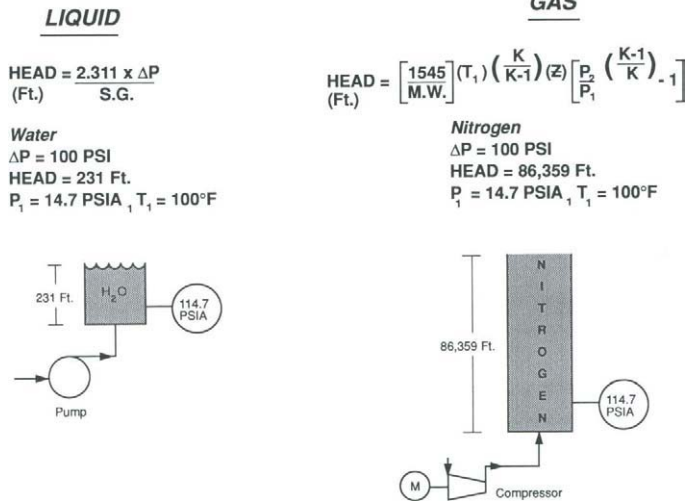 LIQUID
HEAD = 2.311 x ΔP
(Ft.) S.G.
Water
ΔP = 100 PSI
HEAD = 231 Ft.
P1 = 14.7 PSIA , T1 = 100°F
231 Ft.
H2O
114.7
PSIA
Pump
GAS
HEAD = [1545/M.W.] (T1) (K/K-1) (Z) [P2/P1 (K-1/K) - 1]
(Ft.)
Nitrogen
ΔP = 100 PSI
HEAD = 86,359 Ft.
P1 = 14.7 PSIA , T1 = 100°F
86,359 Ft.
NITROGEN
114.7
PSIA
M
Compressor